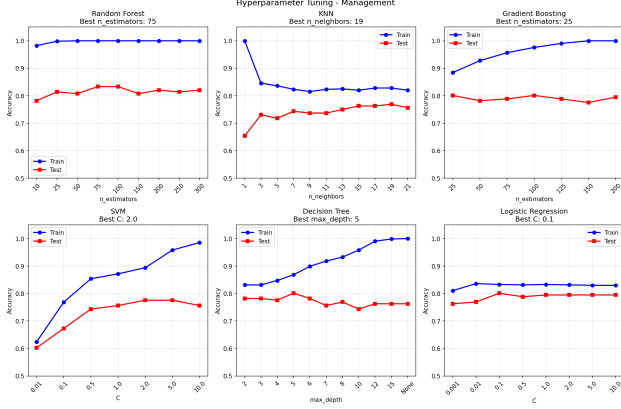 Hyperparameter Tuning - Management
Random Forest
Best n_estimators: 75
Accuracy
1.0
0.9
0.8
0.7
0.6
0.5
Train
Test
10
25
50
75
100
150
200
250
300
n_estimators
KNN
Best n_neighbors: 19
Accuracy
1.0
0.9
0.8
0.7
0.6
0.5
Train
Test
1
3
5
7
9
11
13
15
17
19
21
n_neighbors
Gradient Boosting
Best n_estimators: 25
Accuracy
1.0
0.9
0.8
0.7
0.6
0.5
Train
Test
25
50
75
100
125
150
200
n_estimators
SVM
Best C: 2.0
Accuracy
1.0
0.9
0.8
0.7
0.6
0.5
Train
Test
0.01
0.1
0.5
1.0
2.0
5.0
10.0
C
Decision Tree
Best max_depth: 5
Accuracy
1.0
0.9
0.8
0.7
0.6
0.5
Train
Test
2
3
4
5
6
7
8
10
12
15
None
max_depth
Logistic Regression
Best C: 0.1
Accuracy
1.0
0.9
0.8
0.7
0.6
0.5
Train
Test
0.001
0.01
0.1
0.5
1.0
2.0
5.0
10.0
C